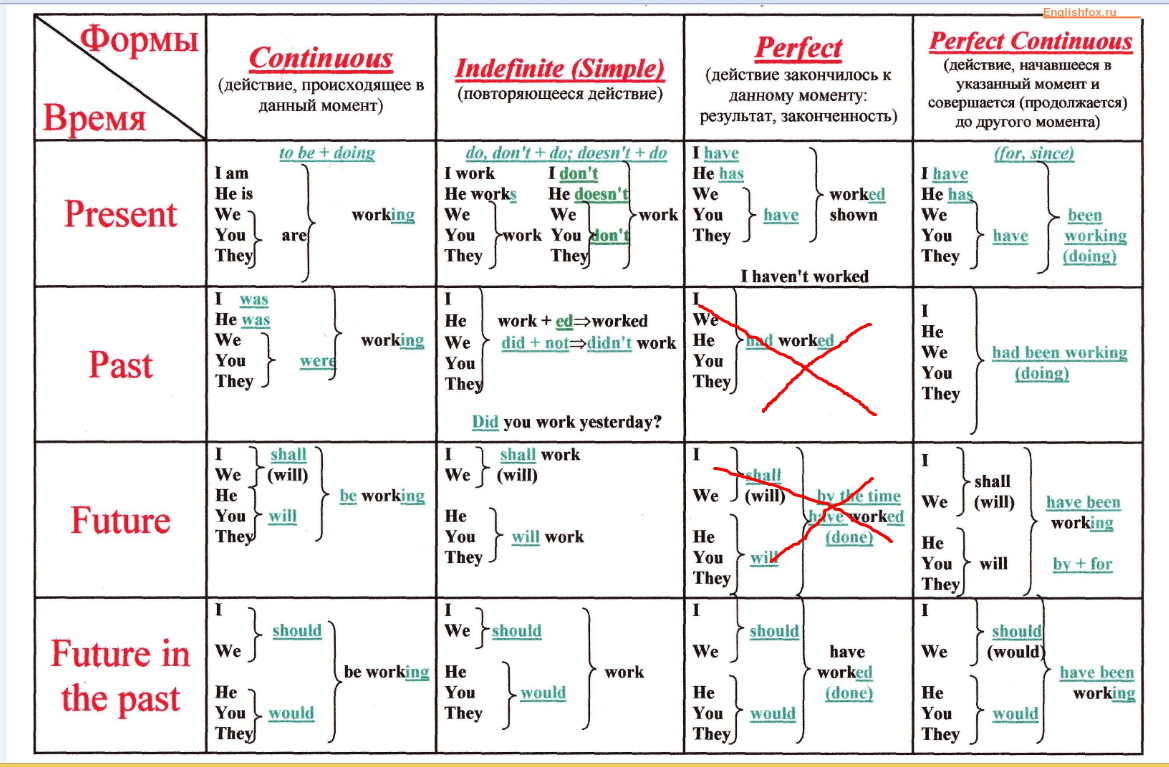 Englishfox.ru
Формы
Время
Continuous
(действие, происходящее в
данный момент)
Indefinite (Simple)
(повторяющееся действие)
Perfect
(действие закончилось к
данному моменту:
результат, законченность)
Perfect Continuous
(действие, начавшееся в
указанный момент и
совершается (продолжается)
до другого момента)
Present
to be + doing
I am
He is
We
You are
They
working
do, don't + do; doesn't + do
I work I don't
He works He doesn't
We We
You work You don't work
They They
I have
He has
We
You have
They
worked
shown
I haven't worked
(for, since)
I have
He has
We
You have
They
been
working
(doing)
Past
I was
He was
We
You were
They
working
I
He
We
You
They
work + ed⇒worked
did + not⇒didn't work
Did you work yesterday?
I
We
He
You
They
had worked
I
He
We
You
They
had been working
(doing)
Future
I shall
We (will)
He
You will
They
be working
I shall work
We (will)
He
You will work
They
I
shall
We (will)
He
You will
They
by the time
have worked
(done)
I
shall
We (will)
He
You will
They
have been
working
by + for
Future in
the past
I
should
We
He
You would
They
be working
I
We should
He
You would
They
work
I
should
We
He
You would
They
have
worked
(done)
I
should
We (would)
He
You would
They
have been
working